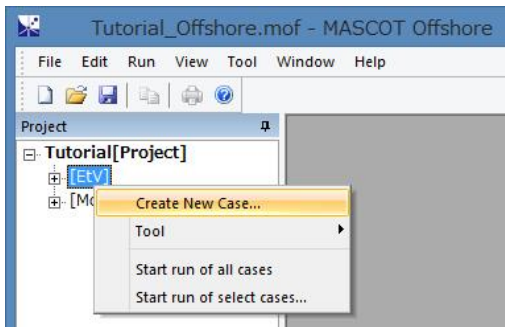 Tutorial_Offshore.mof - MASCOT Offshore
File Edit Run View Tool Window Help
Project
Tutorial[Project]
[EtV]
[Mo
Create New Case...
Tool
Start run of all cases
Start run of select cases...